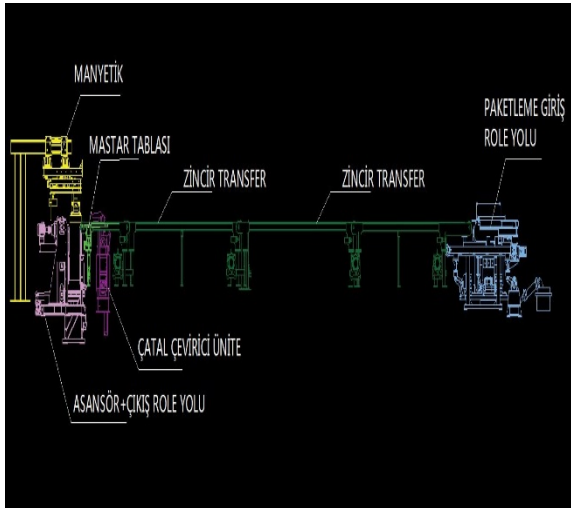 MANYETİK
MASTAR TABLASI
ZİNCİR TRANSFER
ZİNCİR TRANSFER
PAKETLEME GİRİŞ
ROLE YOLU
ÇATAL ÇEVİRİCİ ÜNİTE
ASANSÖR+ÇIKIŞ ROLE YOLU